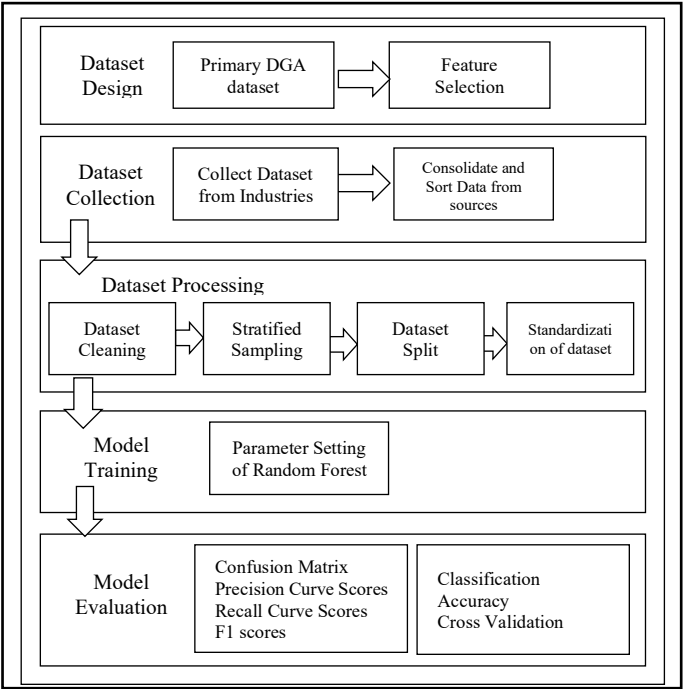 Dataset
Design
Primary DGA
dataset
Feature
Selection
Dataset
Collection
Collect Dataset
from Industries
Consolidate and
Sort Data from
sources
Dataset Processing
Dataset
Cleaning
Stratified
Sampling
Dataset
Split
Standardizati
on of dataset
Model
Training
Parameter Setting
of Random Forest
Model
Evaluation
Confusion Matrix
Precision Curve Scores
Recall Curve Scores
F1 scores
Classification
Accuracy
Cross Validation